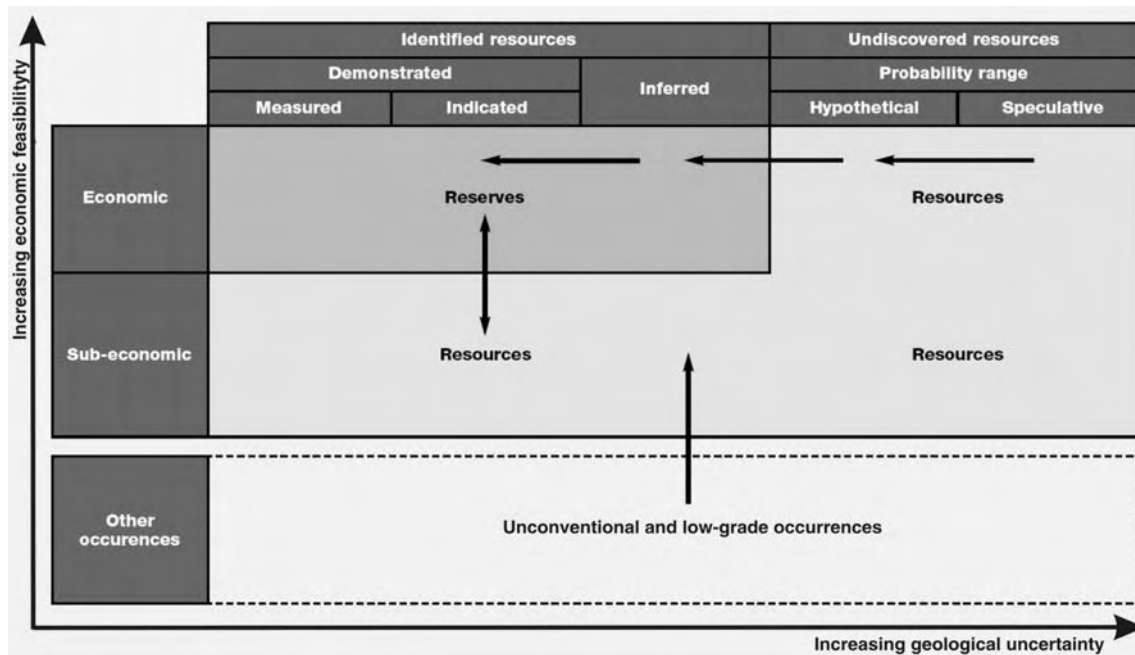 Increasing economic feasibilityty
Identified resources
Undiscovered resources
Demonstrated
Inferred
Probability range
Measured
Indicated
Hypothetical
Speculative
Economic
Reserves
Resources
Sub-economic
Resources
Resources
Other
occurences
Unconventional and low-grade occurrences
Increasing geological uncertainty